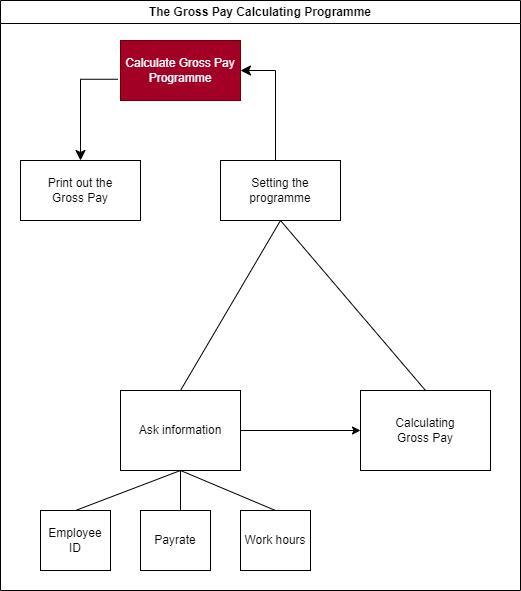 The Gross Pay Calculating Programme
Calculate Gross Pay
Programme
Print out the
Gross Pay
Setting the
programme
Ask information
Calculating
Gross Pay
Employee
ID
Payrate
Work hours